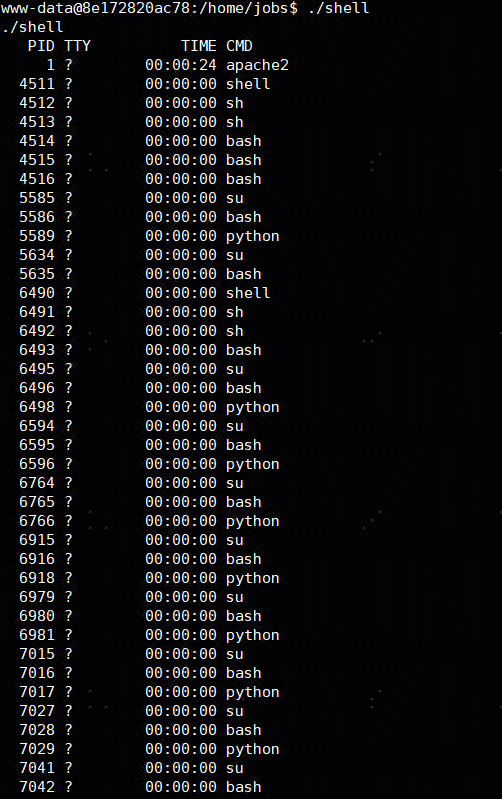 www-data@8e172820ac78:/home/jobs$ ./shell
./shell
  PID TTY          TIME CMD
    1 ?        00:00:24 apache2
 4511 ?        00:00:00 shell
 4512 ?        00:00:00 sh
 4513 ?        00:00:00 sh
 4514 ?        00:00:00 bash
 4515 ?        00:00:00 bash
 4516 ?        00:00:00 bash
 5585 ?        00:00:00 su
 5586 ?        00:00:00 bash
 5589 ?        00:00:00 python
 5634 ?        00:00:00 su
 5635 ?        00:00:00 bash
 6490 ?        00:00:00 shell
 6491 ?        00:00:00 sh
 6492 ?        00:00:00 sh
 6493 ?        00:00:00 bash
 6495 ?        00:00:00 su
 6496 ?        00:00:00 bash
 6498 ?        00:00:00 python
 6594 ?        00:00:00 su
 6595 ?        00:00:00 bash
 6596 ?        00:00:00 python
 6764 ?        00:00:00 su
 6765 ?        00:00:00 bash
 6766 ?        00:00:00 python
 6915 ?        00:00:00 su
 6916 ?        00:00:00 bash
 6918 ?        00:00:00 python
 6979 ?        00:00:00 su
 6980 ?        00:00:00 bash
 6981 ?        00:00:00 python
 7015 ?        00:00:00 su
 7016 ?        00:00:00 bash
 7017 ?        00:00:00 python
 7027 ?        00:00:00 su
 7028 ?        00:00:00 bash
 7029 ?        00:00:00 python
 7041 ?        00:00:00 su
 7042 ?        00:00:00 bash